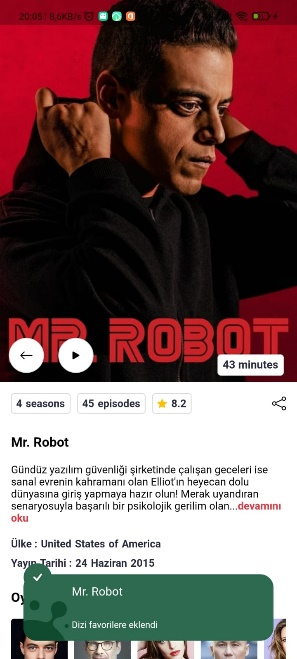 20:05 | 8,6KB/s
MR. ROBOT
43 minutes
4 seasons
45 episodes
8.2
Mr. Robot
Gündüz yazılım güvenliği şirketinde çalışan geceleri ise
sanal evrenin kahramanı olan Elliot'ın heyecan dolu
dünyasına giriş yapmaya hazır olun! Merak uyandıran
senaryosuyla başarılı bir psikolojik gerilim olan...devamını
oku
Ülke : United States of America
Yayın Tarihi : 24 Haziran 2015
Oy
Mr. Robot
Dizi favorilere eklendi